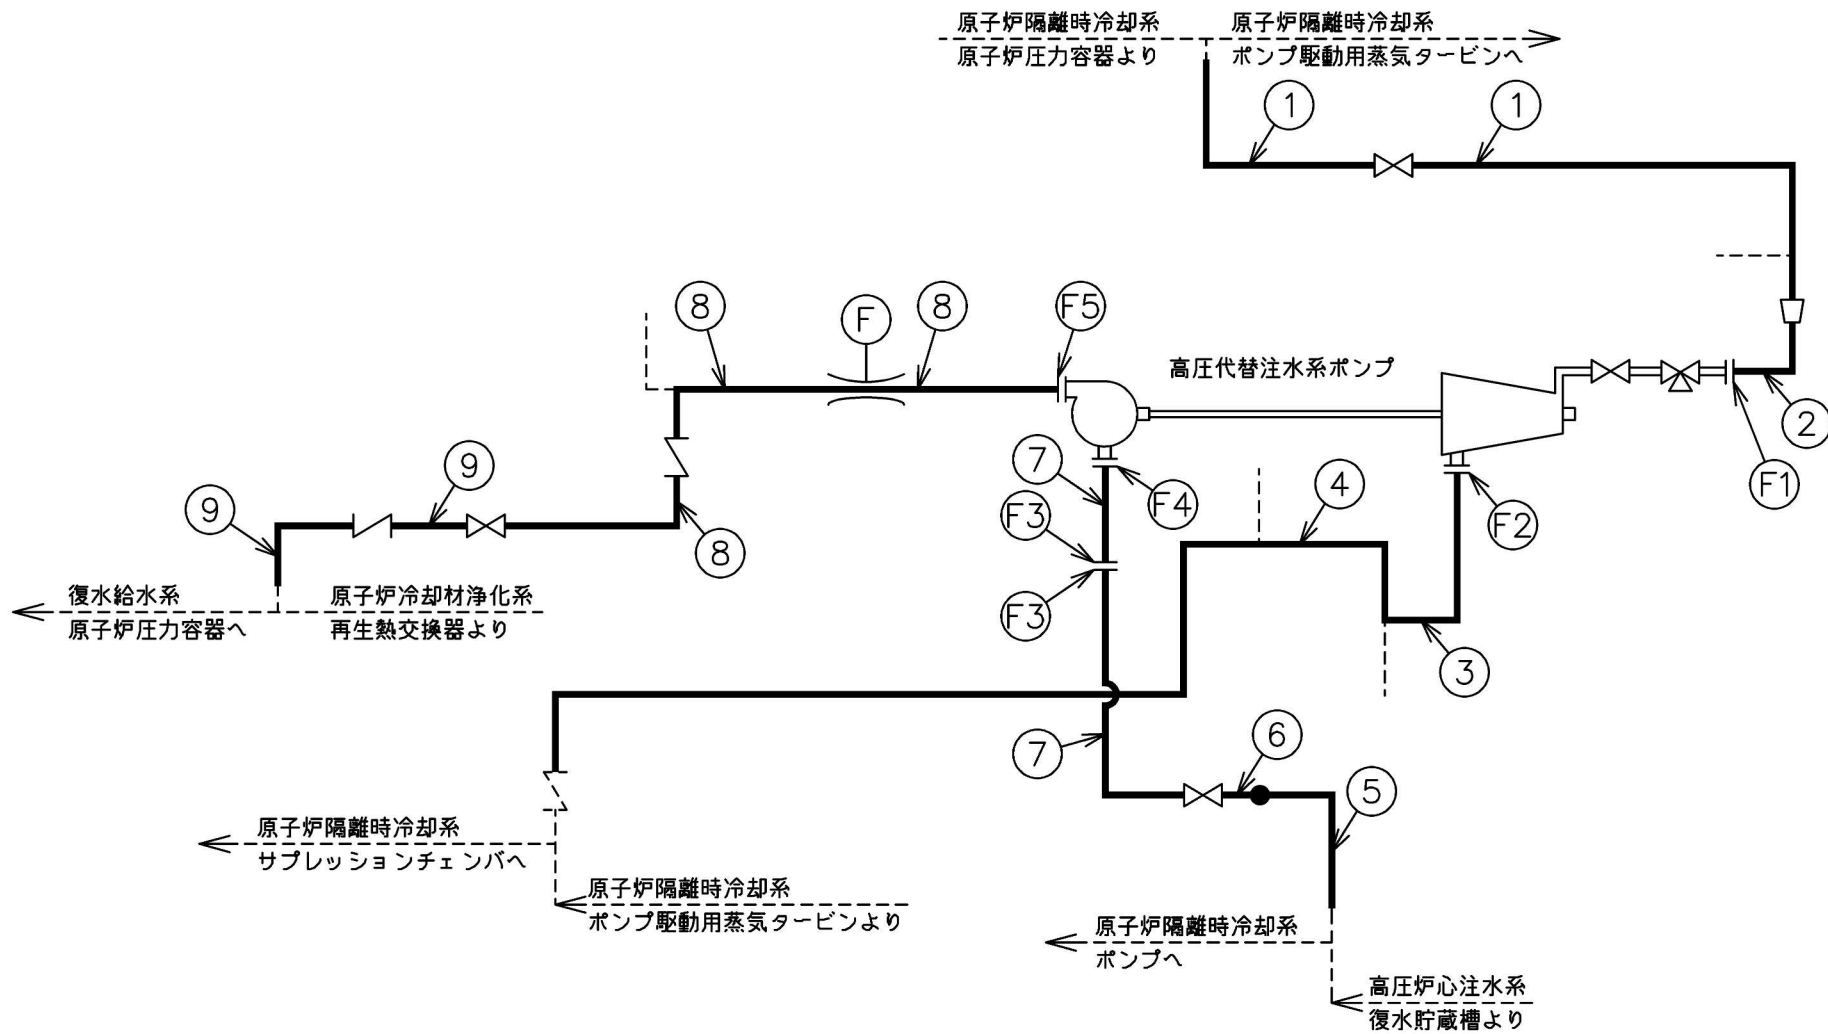 原子炉隔離時冷却系
原子炉圧力容器より
原子炉隔離時冷却系
ポンプ駆動用蒸気タービンへ
1
1
8
F
8
F5
高圧代替注水系ポンプ
2
F1
9
9
7
F4
4
F2
F3
8
F3
復水給水系
原子炉圧力容器へ
原子炉冷却材浄化系
再生熱交換器より
3
7
6
5
原子炉隔離時冷却系
サプレッションチェンバへ
原子炉隔離時冷却系
ポンプ駆動用蒸気タービンより
原子炉隔離時冷却系
ポンプへ
高圧炉心注水系
復水貯蔵槽より